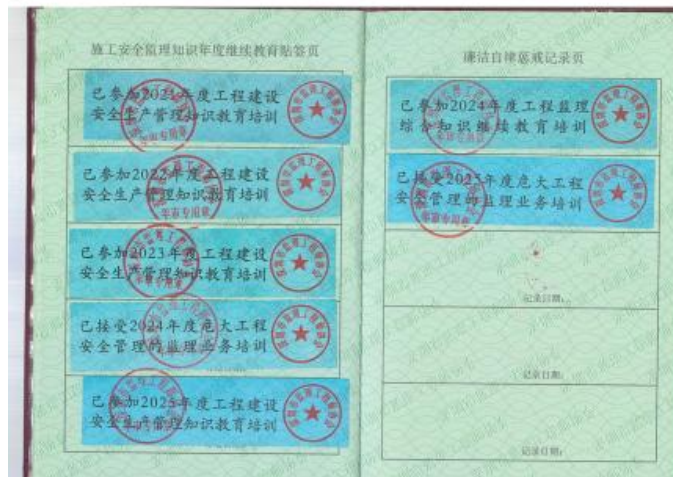 施工安全监理知识年度继续教育贴签页
已参加2021年度工程建设
安全生产管理知识教育培训
已参加2022年度工程建设
安全生产管理知识教育培训
已参加2023年度工程建设
安全生产管理知识教育培训
已接受2024年度危大工程
安全管理的监理业务培训
已参加2025年度工程建设
安全生产管理知识教育培训
廉洁自律惩戒记录页
已参加2024年度工程监理
综合知识继续教育培训
已接受2025年度危大工程
安全管理的监理业务培训
记录日期:
记录日期:
记录日期: